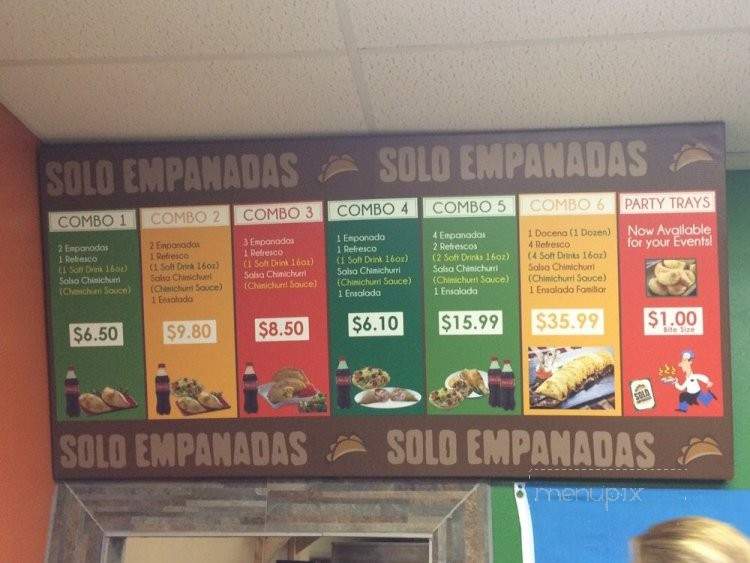 SOLO EMPANADAS
SOLO EMPANADAS
COMBO 1
2 Empanadas
1 Refresco
(1 Soft Drink 16oz)
Salsa Chimichurri
(Chimichurri Sauce)
$6.50
COMBO 2
2 Empanadas
1 Refresco
(1 Soft Drink 16oz)
Salsa Chimichurri
(Chimichurri Sauce)
1 Ensalada
$9.80
COMBO 3
3 Empanadas
1 Refresco
(1 Soft Drink 16oz)
Salsa Chimichurri
(Chimichurri Sauce)
$8.50
COMBO 4
1 Empanada
1 Refresco
(1 Soft Drink 16oz)
Salsa Chimichurri
(Chimichurri Sauce)
1 Ensalada
$6.10
COMBO 5
4 Empanadas
2 Refrescos
(2 Soft Drinks 16oz)
Salsa Chimichurri
(Chimichurri Sauce)
1 Ensalada
$15.99
COMBO 6
1 Docena (1 Dozen)
4 Refresco
(4 Soft Drinks 16oz)
Salsa Chimichurri
(Chimichurri Sauce)
1 Ensalada Familiar
$35.99
PARTY TRAYS
Now Available
for your Events!
$1.00
Bite Size
SOLO
SOLO EMPANADAS
SOLO EMPANADAS
menupix